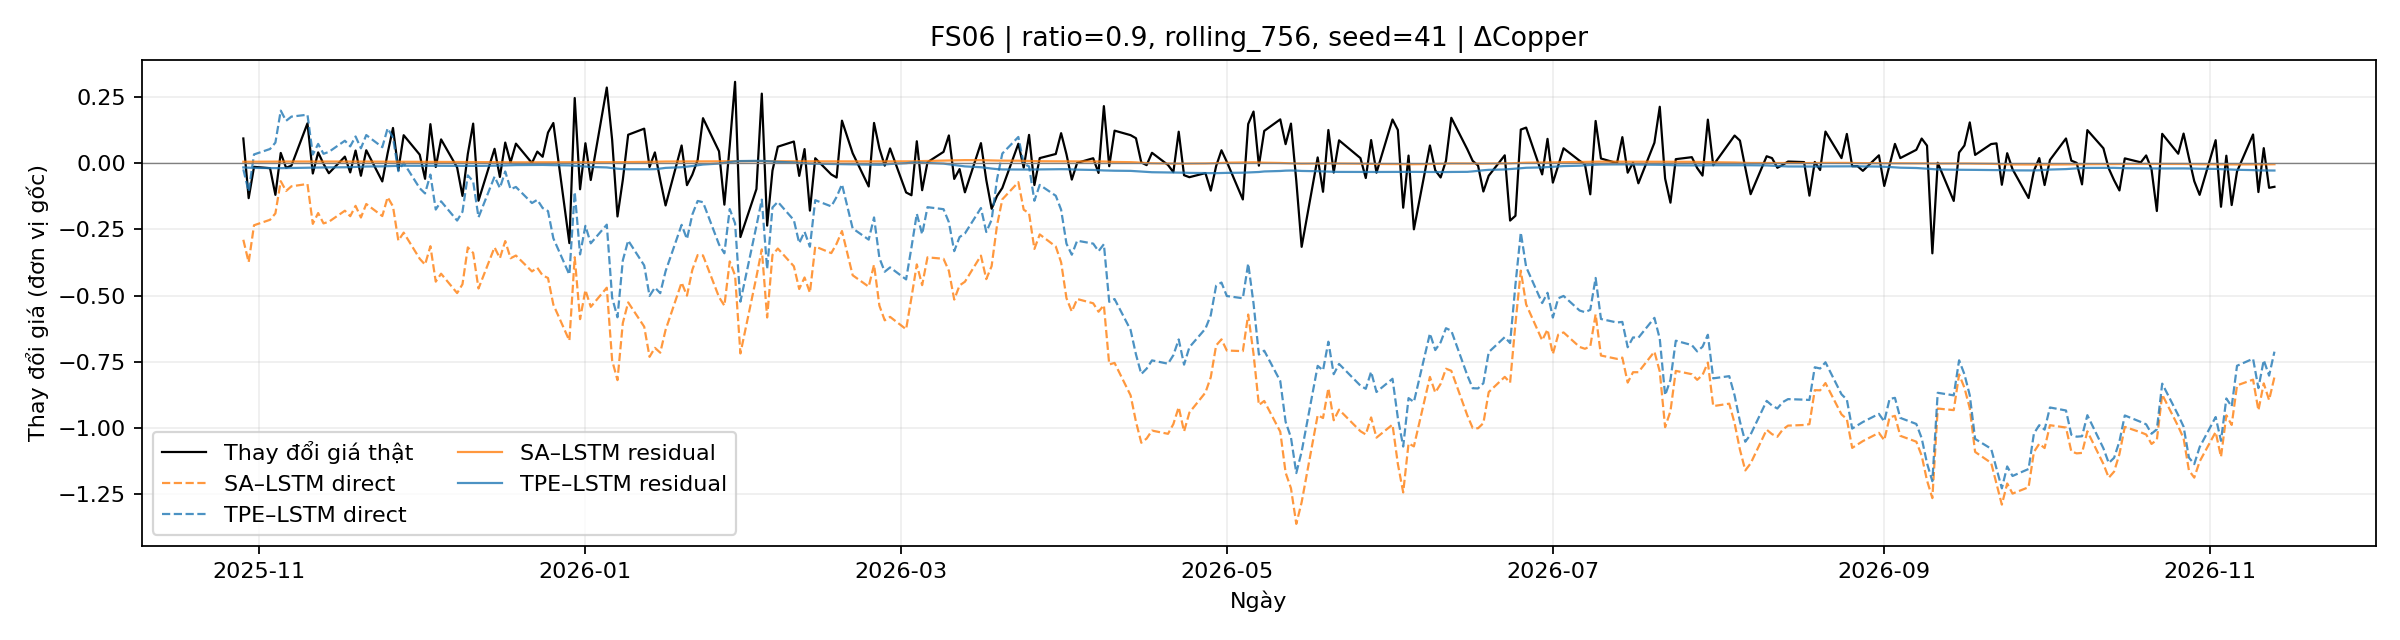 FS06 | ratio=0.9, rolling_756, seed=41 | ΔCopper
Thay đổi giá (đơn vị gốc)
0.25
0.00
−0.25
−0.50
−0.75
−1.00
−1.25
Thay đổi giá thật
SA–LSTM direct
TPE–LSTM direct
SA–LSTM residual
TPE–LSTM residual
2025-11
2026-01
2026-03
2026-05
2026-07
2026-09
2026-11
Ngày